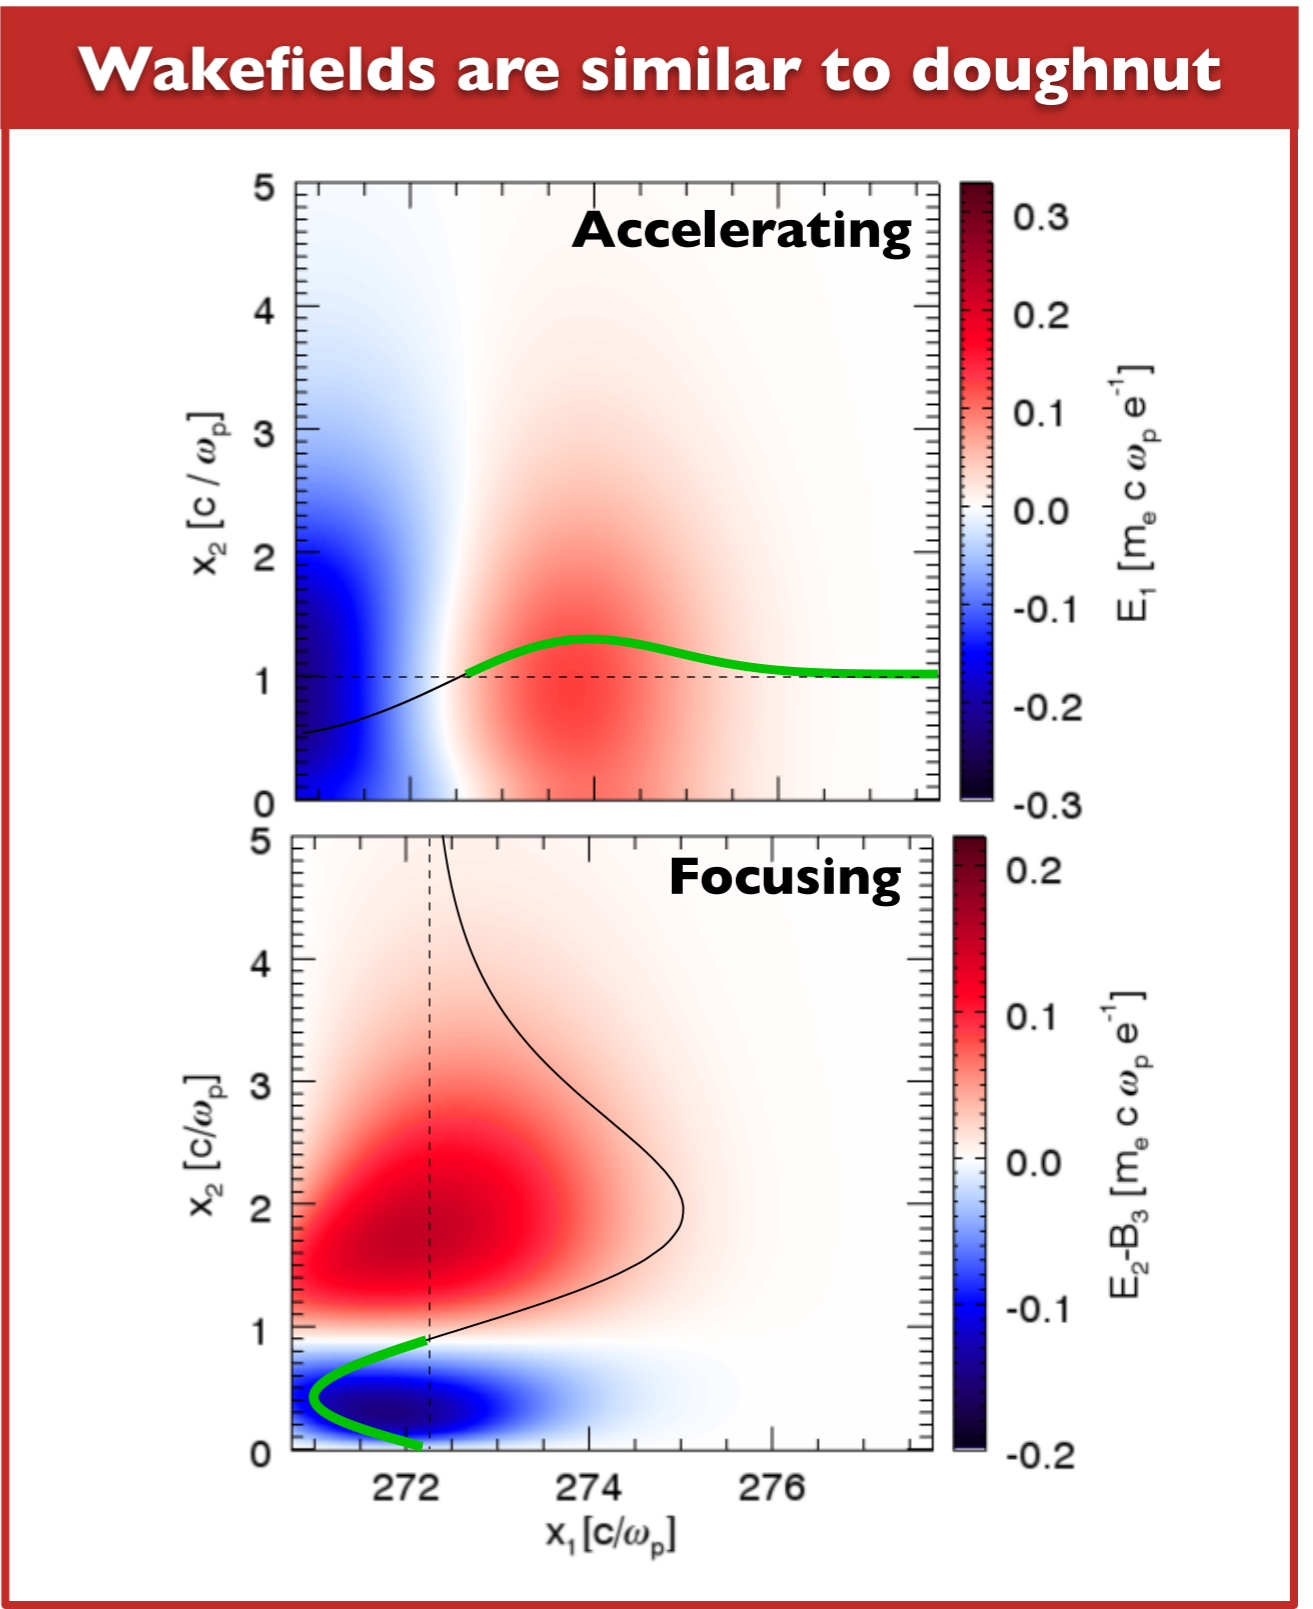 Wakefields are similar to doughnut
Accelerating
5
4
3
2
1
0
x2 [c / ωp]
0.3
0.2
0.1
0.0
-0.1
-0.2
-0.3
E1 [me c ωp e-1]
Focusing
5
4
3
2
1
0
x2 [c/ωp]
0.2
0.1
0.0
-0.1
-0.2
E2-B3 [me c ωp e-1]
272 274 276
x1 [c/ωp]